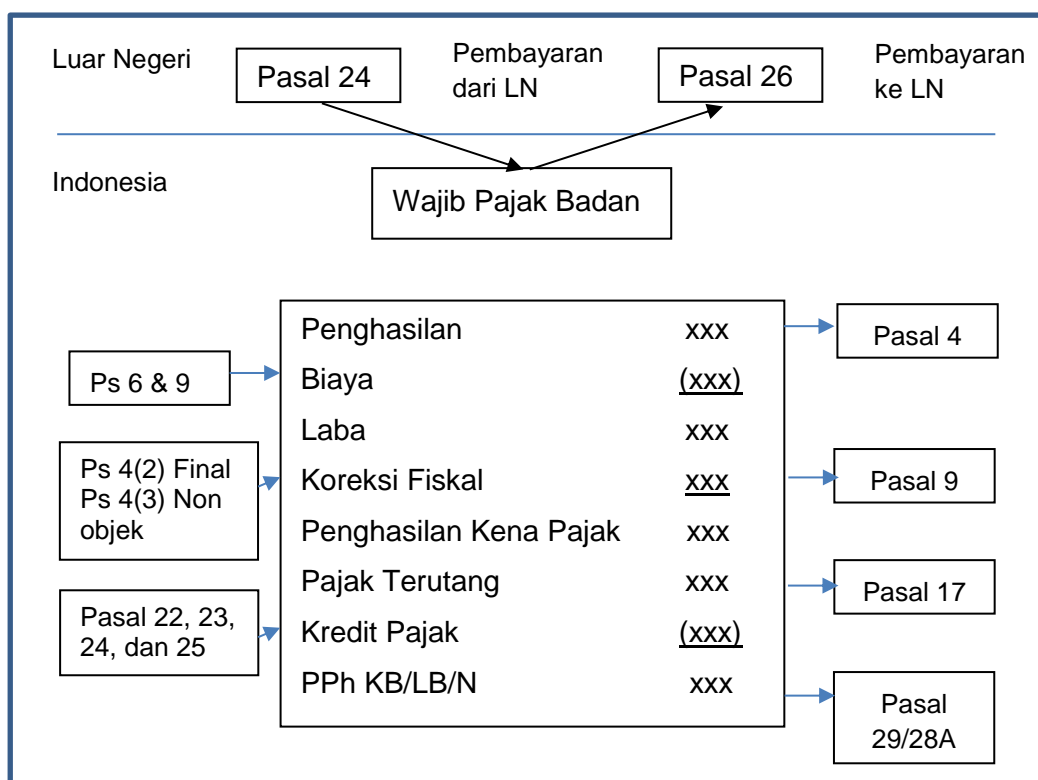 Luar Negeri
Pasal 24
Pembayaran
dari LN
Pasal 26
Pembayaran
ke LN
Indonesia
Wajib Pajak Badan
Penghasilan xxx
Pasal 4
Ps 6 & 9
Biaya (xxx)
Laba xxx
Ps 4(2) Final
Ps 4(3) Non
objek
Koreksi Fiskal xxx
Pasal 9
Penghasilan Kena Pajak xxx
Pajak Terutang xxx
Pasal 17
Pasal 22, 23,
24, dan 25
Kredit Pajak (xxx)
PPh KB/LB/N xxx
Pasal
29/28A